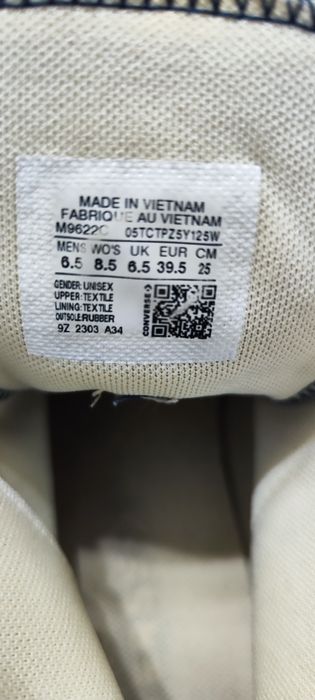 MADE IN VIETNAM
FABRIQUE AU VIETNAM
M9622C 05TCTPZ5Y125W
MENS WO'S UK EUR CM
6.5 8.5 6.5 39.5 25
GENDER: UNISEX
UPPER: TEXTILE
LINING: TEXTILE
OUTSOLE:RUBBER
9Z 2303 A34
CONVERSE